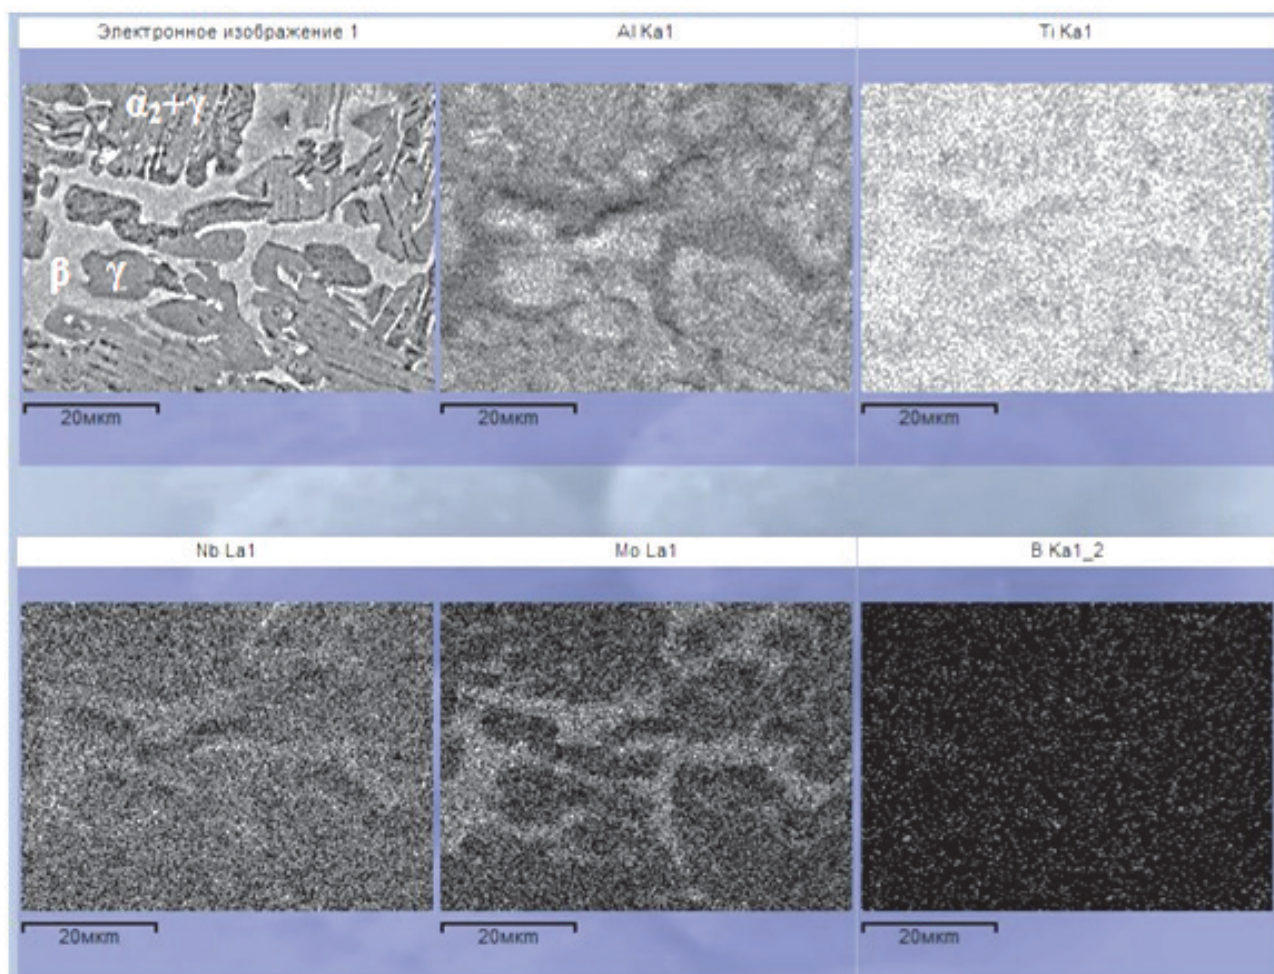 Электронное изображение 1
Al Ka1
Ti Ka1
α₂+γ
β
γ
20мкm
20мкm
20мкm
Nb La1
Mo La1
B Ka1_2
20мкm
20мкm
20мкm